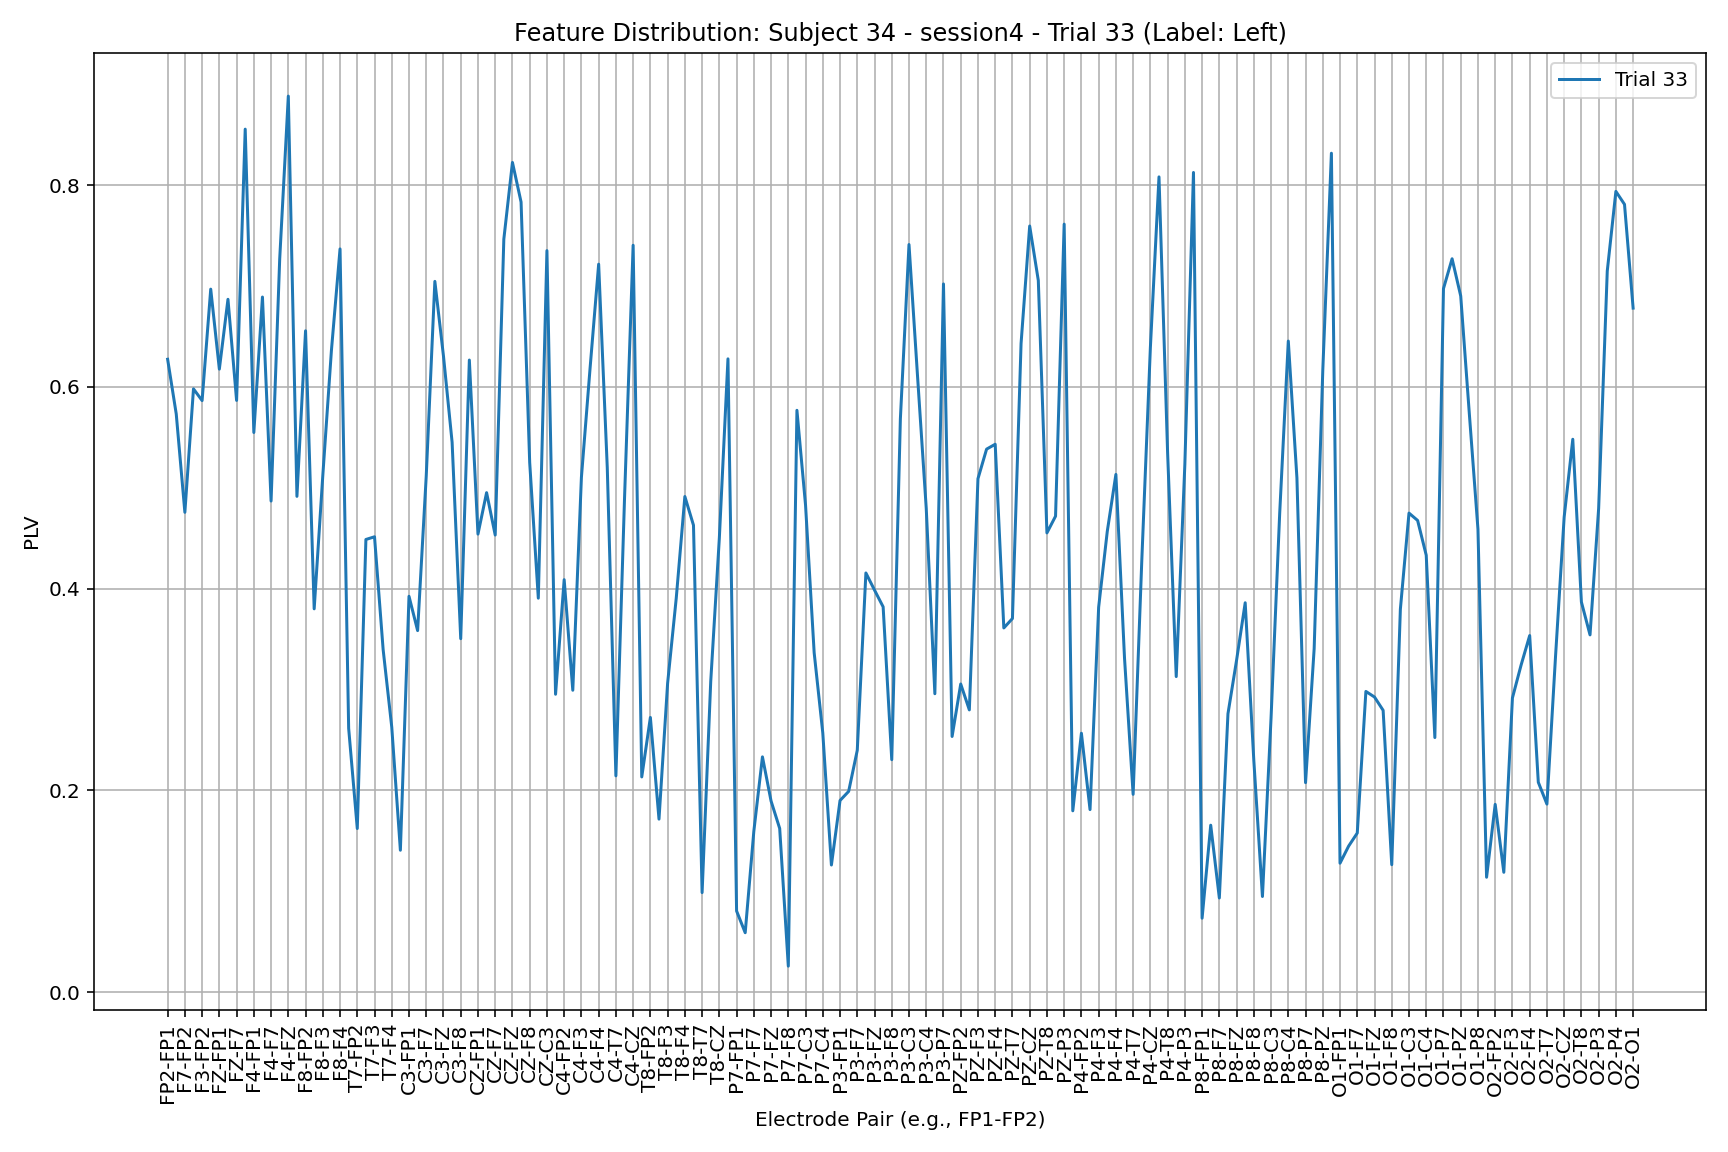 Feature Distribution: Subject 34 - session4 - Trial 33 (Label: Left)
Trial 33
PLV
0.8
0.6
0.4
0.2
0.0
FP2-FP1
F7-FP2
F3-FP2
FZ-FP1
FZ-F7
F4-FP1
F4-F7
F4-FZ
F8-FP2
F8-F3
F8-F4
T7-FP2
T7-F3
T7-F4
C3-FP1
C3-F7
C3-FZ
C3-F8
CZ-FP1
CZ-F7
CZ-FZ
CZ-F8
CZ-C3
C4-FP2
C4-F3
C4-F4
C4-T7
C4-CZ
T8-FP2
T8-F3
T8-F4
T8-T7
T8-CZ
P7-FP1
P7-F7
P7-FZ
P7-F8
P7-C3
P7-C4
P3-FP1
P3-F7
P3-FZ
P3-F8
P3-C3
P3-C4
P3-P7
PZ-FP2
PZ-F3
PZ-F4
PZ-T7
PZ-CZ
PZ-T8
PZ-P3
P4-FP2
P4-F3
P4-F4
P4-T7
P4-CZ
P4-T8
P4-P3
P8-FP1
P8-F7
P8-FZ
P8-F8
P8-C3
P8-C4
P8-P7
P8-PZ
O1-FP1
O1-F7
O1-FZ
O1-F8
O1-C3
O1-C4
O1-P7
O1-PZ
O1-P8
O2-FP2
O2-F3
O2-F4
O2-T7
O2-CZ
O2-T8
O2-P3
O2-P4
O2-O1
Electrode Pair (e.g., FP1-FP2)